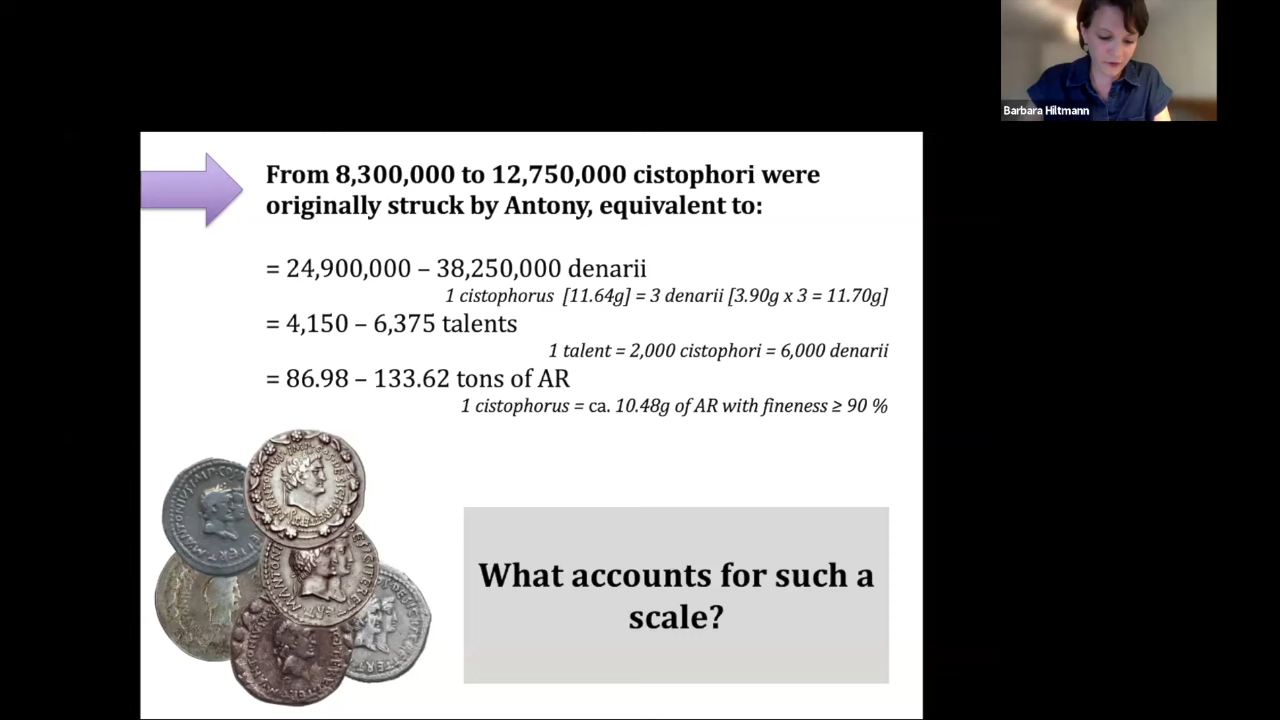 Barbara Hiltmann
From 8,300,000 to 12,750,000 cistophori were
originally struck by Antony, equivalent to:
= 24,900,000 – 38,250,000 denarii
1 cistophorus [11.64g] = 3 denarii [3.90g x 3 = 11.70g]
= 4,150 – 6,375 talents
1 talent = 2,000 cistophori = 6,000 denarii
= 86.98 – 133.62 tons of AR
1 cistophorus = ca. 10.48g of AR with fineness ≥ 90 %
What accounts for such a
scale?